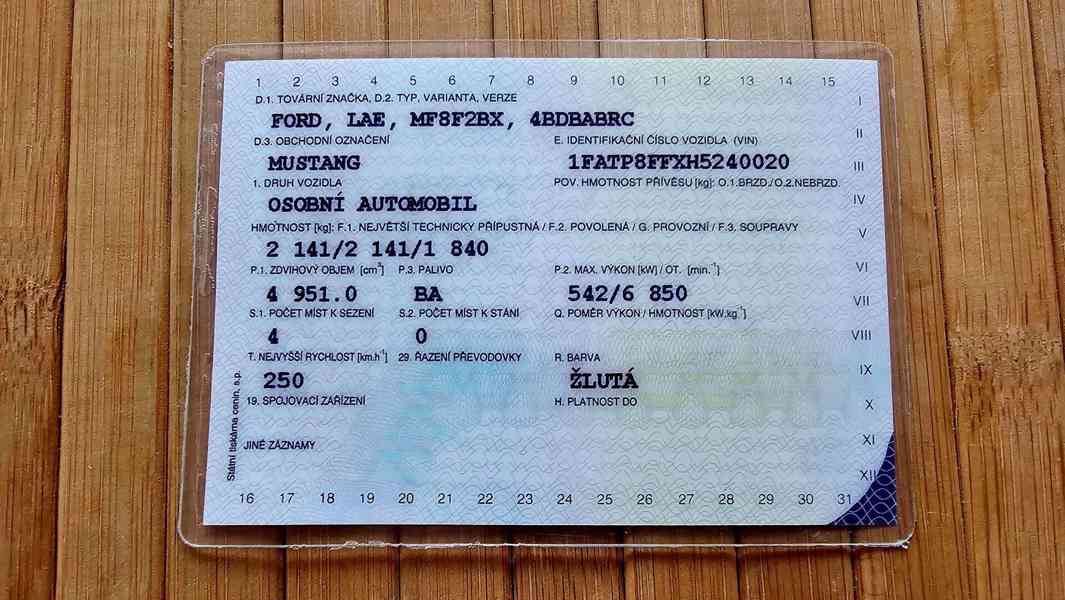 1 2 3 4 5 6 7 8 9 10 11 12 13 14 15
D.1. TOVÁRNÍ ZNAČKA, D.2. TYP, VARIANTA, VERZE
I
FORD, LAE, MF8F2BX, 4BDBABRC
II
D.3. OBCHODNÍ OZNAČENÍ E. IDENTIFIKAČNÍ ČÍSLO VOZIDLA (VIN)
MUSTANG 1FATP8FFXH5240020
III
1. DRUH VOZIDLA POV. HMOTNOST PŘÍVĚSU [kg]: O.1.BRZD./O.2.NEBRZD.
OSOBNÍ AUTOMOBIL
IV
HMOTNOST [kg]: F.1. NEJVĚTŠÍ TECHNICKY PŘÍPUSTNÁ / F.2. POVOLENÁ / G. PROVOZNÍ / F.3. SOUPRAVY
V
2 141/2 141/1 840
P.1. ZDVIHOVÝ OBJEM [cm³] P.3. PALIVO P.2. MAX. VÝKON [kW] / OT. [min.⁻¹]
VI
4 951.0 BA 542/6 850
VII
S.1. POČET MÍST K SEZENÍ S.2. POČET MÍST K STÁNÍ Q. POMĚR VÝKON / HMOTNOST [kW.kg⁻¹]
4 0
VIII
T. NEJVYŠŠÍ RYCHLOST [km.h⁻¹] 29. ŘAZENÍ PŘEVODOVKY R. BARVA
IX
250 ŽLUTÁ
19. SPOJOVACÍ ZAŘÍZENÍ H. PLATNOST DO
X
JINÉ ZÁZNAMY
XI
XII
Státní tiskárna cenin, s.p.
16 17 18 19 20 21 22 23 24 25 26 27 28 29 30 31